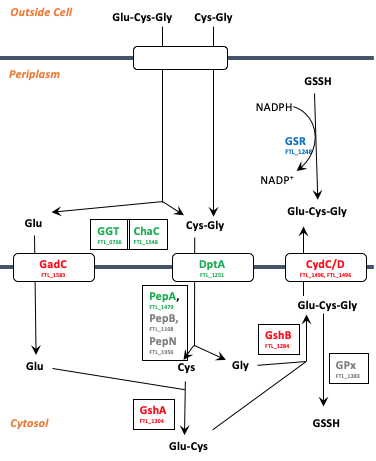 Outside Cell
Glu-Cys-Gly
Cys-Gly
Periplasm
GSSH
NADPH
GSR
FTL_1248
NADP+
Glu
GGT
FTL_0766
ChaC
FTL_1548
Cys-Gly
Glu-Cys-Gly
GadC
FTL_1583
DptA
FTL_1251
CydC/D
FTL_1496, FTL_1496
PepA,
FTL_1479
PepB,
FTL_1108
PepN
FTL_1956
Glu-Cys-Gly
GshB
FTL_1284
GPx
FTL_1383
Glu
Cys
Gly
GshA
FTL_1304
Cytosol
GSSH
Glu-Cys